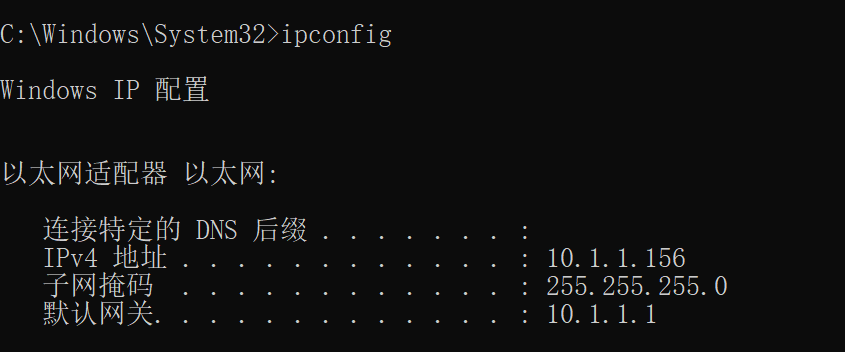 C:\Windows\System32>ipconfig
Windows IP 配置
以太网适配器 以太网:
连接特定的 DNS 后缀 . . . . . . . :
IPv4 地址 . . . . . . . . . . . . : 10.1.1.156
子网掩码  . . . . . . . . . . . . : 255.255.255.0
默认网关. . . . . . . . . . . . . : 10.1.1.1